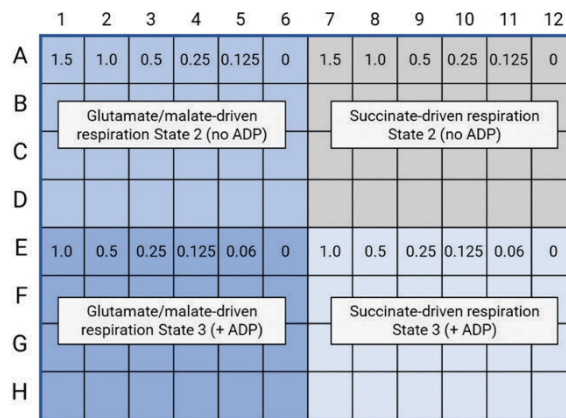 1 2 3 4 5 6 7 8 9 10 11 12
A 1.5 1.0 0.5 0.25 0.125 0 1.5 1.0 0.5 0.25 0.125 0
B
Glutamate/malate-driven
respiration State 2 (no ADP)
Succinate-driven respiration
State 2 (no ADP)
C
D
E 1.0 0.5 0.25 0.125 0.06 0 1.0 0.5 0.25 0.125 0.06 0
F
Glutamate/malate-driven
respiration State 3 (+ ADP)
Succinate-driven respiration
State 3 (+ ADP)
G
H